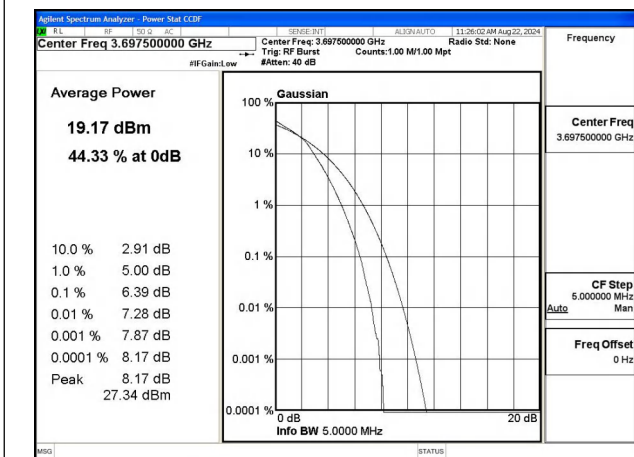 Agilent Spectrum Analyzer - Power Stat CCDF
RL RF 50 Ω AC SENSE:INT ALIGN AUTO 11:26:02 AM Aug 22, 2024
Center Freq 3.697500000 GHz
Center Freq: 3.697500000 GHz Radio Std: None
Trig: RF Burst Counts:1.00 M/1.00 Mpt
#IFGain:Low #Atten: 40 dB
Frequency
Average Power
19.17 dBm
44.33 % at 0dB
10.0 % 2.91 dB
1.0 % 5.00 dB
0.1 % 6.39 dB
0.01 % 7.28 dB
0.001 % 7.87 dB
0.0001 % 8.17 dB
Peak 8.17 dB
27.34 dBm
Gaussian
100 %
10 %
1 %
0.1 %
0.01 %
0.001 %
0.0001 %
0 dB 20 dB
Info BW 5.0000 MHz
Center Freq
3.697500000 GHz
CF Step
5.000000 MHz
Auto Man
Freq Offset
0 Hz
MSG STATUS